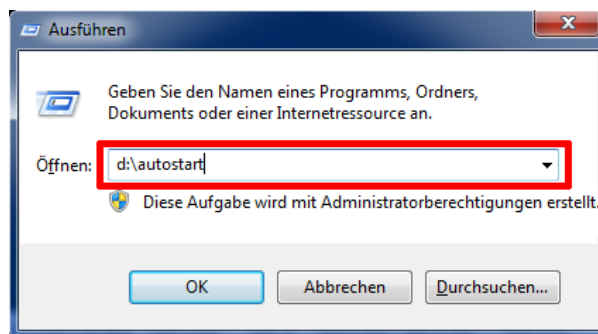 Ausführen
Geben Sie den Namen eines Programms, Ordners,
Dokuments oder einer Internetressource an.
Öffnen: d:\autostart
Diese Aufgabe wird mit Administratorberechtigungen erstellt.
OK Abbrechen Durchsuchen...